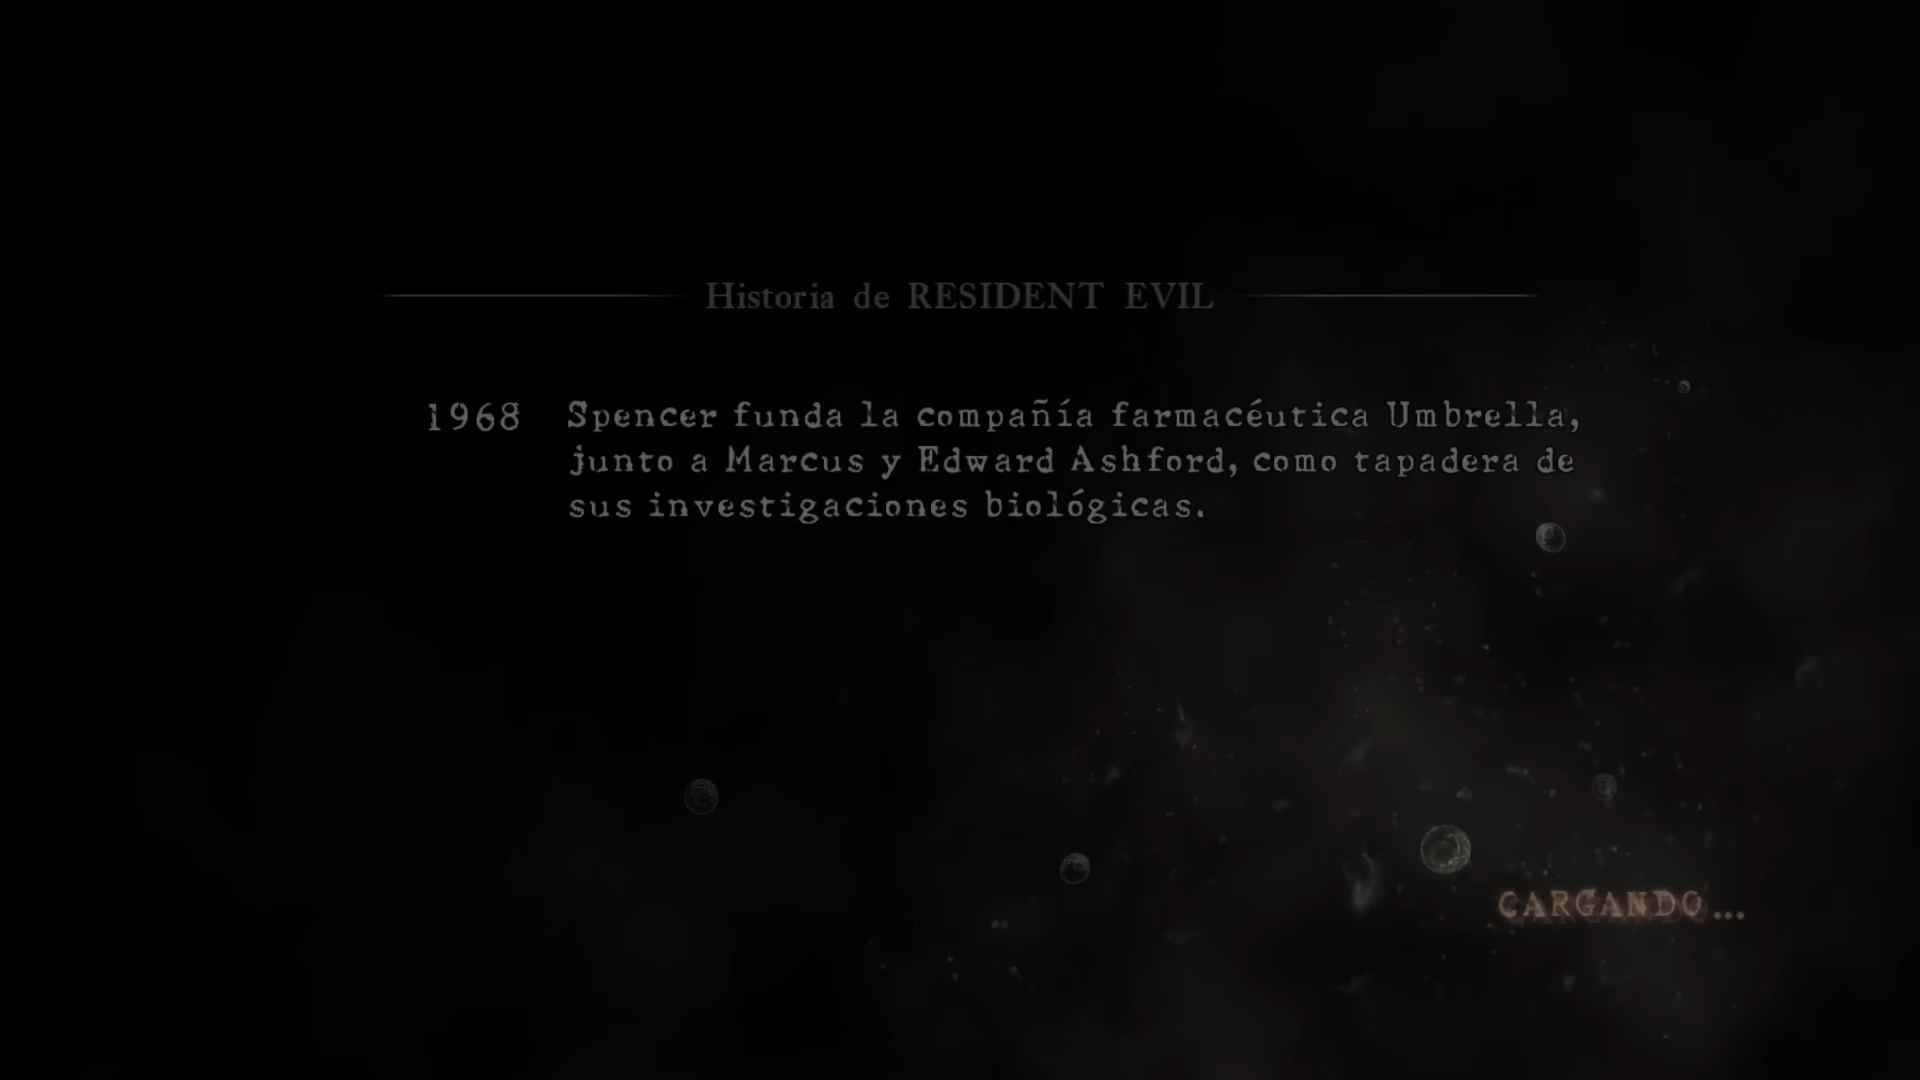 Historia de RESIDENT EVIL
1968 Spencer funda la compañía farmacéutica Umbrella,
junto a Marcus y Edward Ashford, como tapadera de
sus investigaciones biológicas.
CARGANDO...